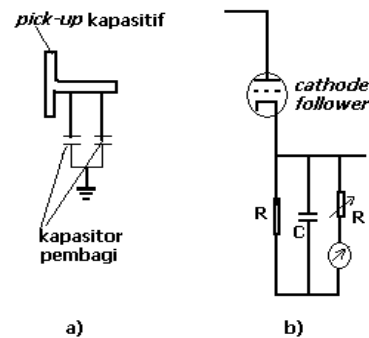 pick-up kapasitif
kapasitor
pembagi
a)
cathode
follower
R
C
R
b)